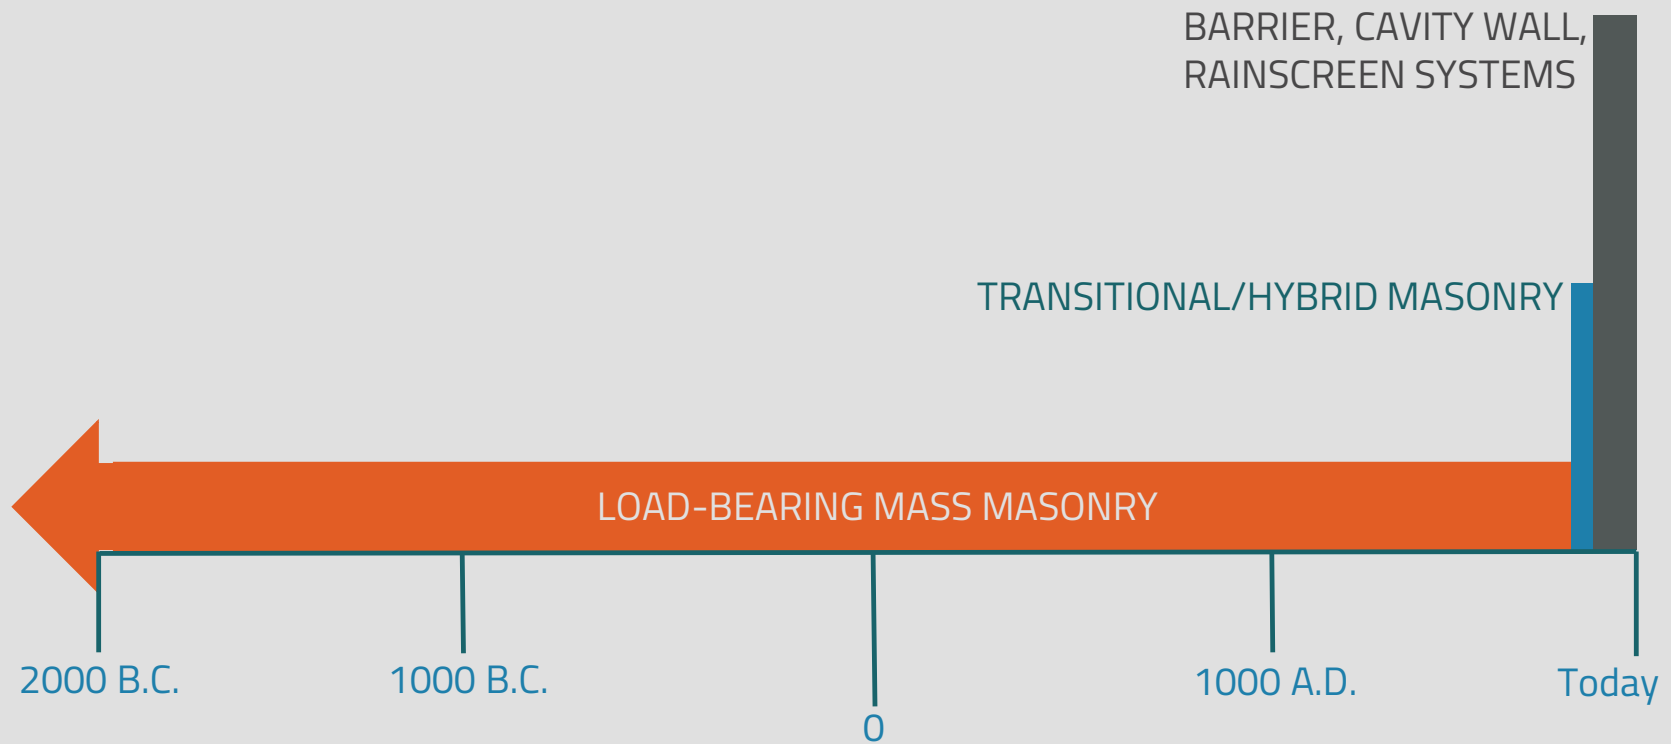 BARRIER, CAVITY WALL,
RAINSCREEN SYSTEMS
TRANSITIONAL/HYBRID MASONRY
LOAD-BEARING MASS MASONRY
2000 B.C.
1000 B.C.
0
1000 A.D.
Today